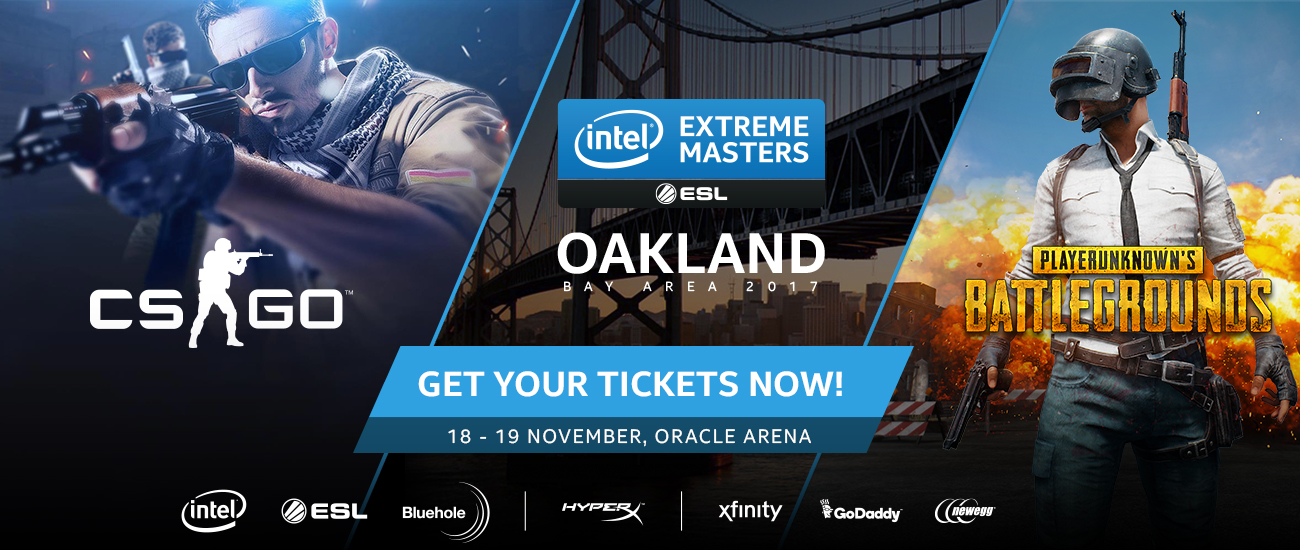 intel
EXTREME
MASTERS
ESL
OAKLAND
BAY AREA 2017
CS GO™
PLAYERUNKNOWN'S
BATTLEGROUNDS
GET YOUR TICKETS NOW!
18 - 19 NOVEMBER, ORACLE ARENA
intel ESL Bluehole HYPERX xfinity GoDaddy newegg